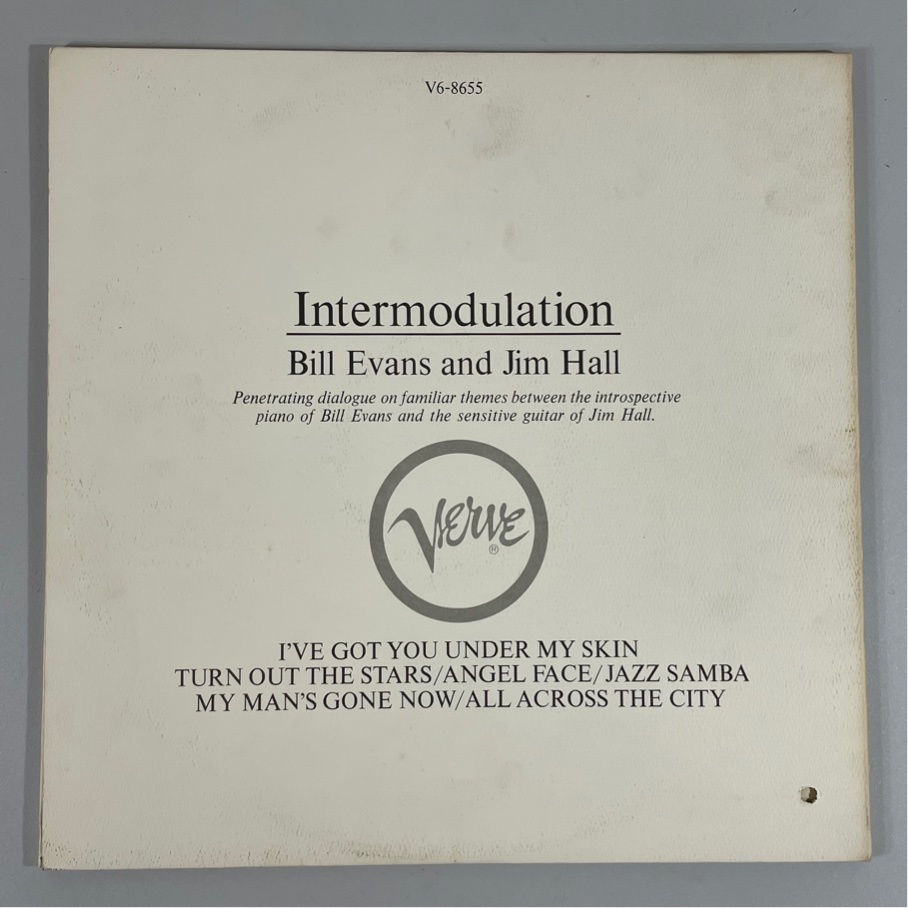 V6-8655
Intermodulation
Bill Evans and Jim Hall
Penetrating dialogue on familiar themes between the introspective
piano of Bill Evans and the sensitive guitar of Jim Hall.
Verve
®
I'VE GOT YOU UNDER MY SKIN
TURN OUT THE STARS/ANGEL FACE/JAZZ SAMBA
MY MAN'S GONE NOW/ALL ACROSS THE CITY